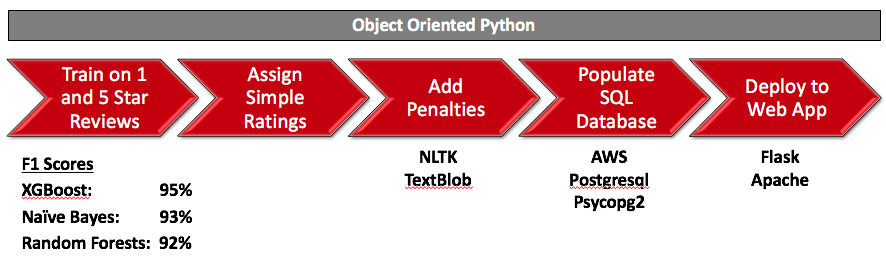 Object Oriented Python
Train on 1
and 5 Star
Reviews
Assign
Simple
Ratings
Add
Penalties
Populate
SQL
Database
Deploy to
Web App
F1 Scores
XGBoost: 95%
Naïve Bayes: 93%
Random Forests: 92%
NLTK
TextBlob
AWS
Postgresql
Psycopg2
Flask
Apache